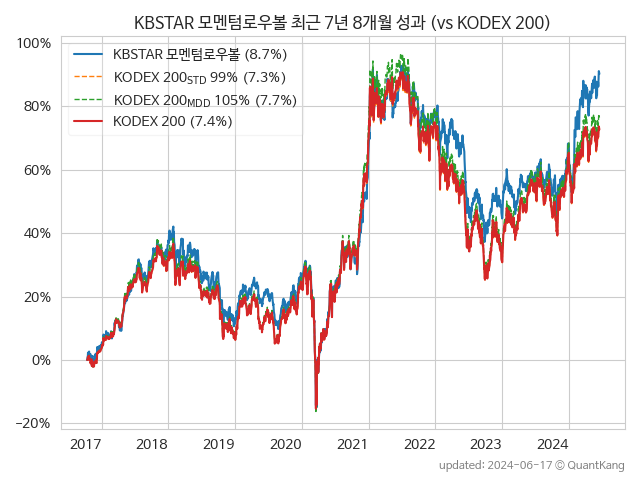 KBSTAR 모멘텀로우볼 최근 7년 8개월 성과 (vs KODEX 200)
KBSTAR 모멘텀로우볼 (8.7%)
KODEX 200STD 99% (7.3%)
KODEX 200MDD 105% (7.7%)
KODEX 200 (7.4%)
100%
80%
60%
40%
20%
0%
−20%
2017 2018 2019 2020 2021 2022 2023 2024
updated: 2024-06-17 © QuantKang